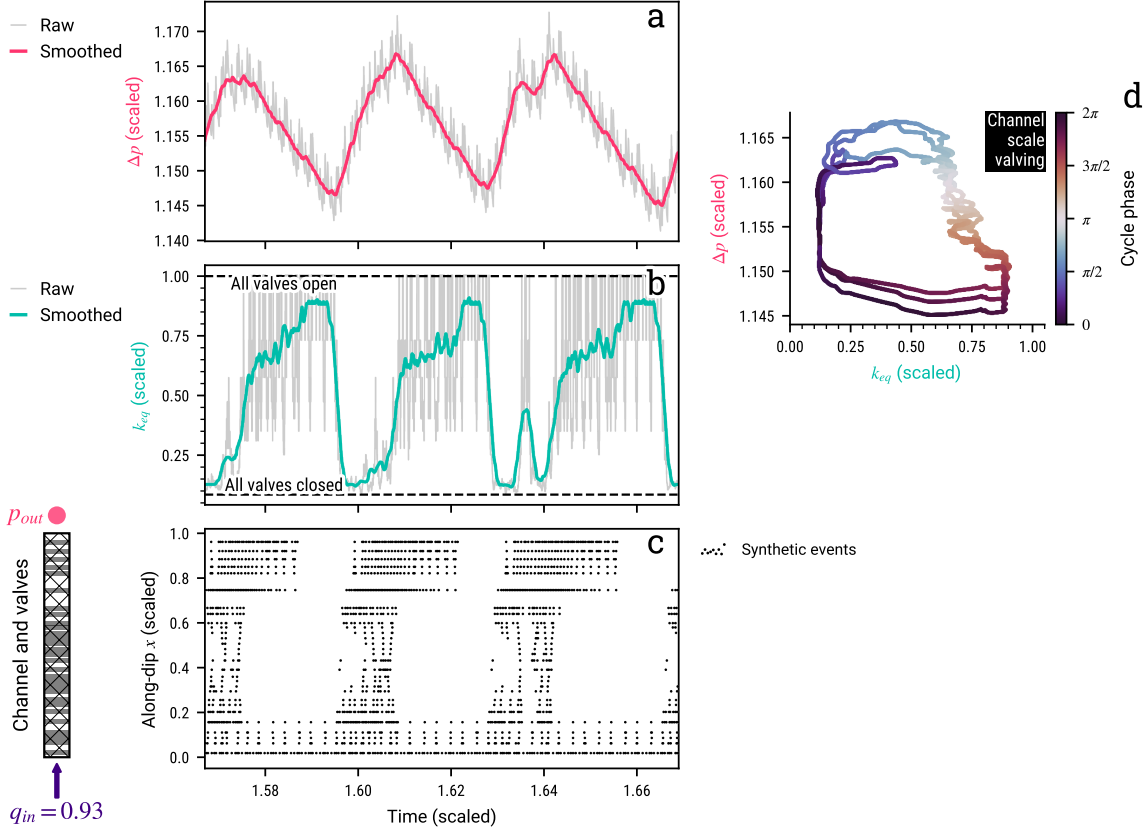 Raw
Smoothed
a
1.170
1.165
1.160
1.155
1.150
1.145
1.140
Δp (scaled)
Raw
Smoothed
b
All valves open
All valves closed
1.00
0.75
0.50
0.25
k_eq (scaled)
c
1.0
0.8
0.6
0.4
0.2
0.0
Along-dip x (scaled)
1.58
1.60
1.62
1.64
1.66
Time (scaled)
Synthetic events
p_out
Channel and valves
q_in = 0.93
d
Channel
scale
valving
1.165
1.160
1.155
1.150
1.145
Δp (scaled)
0.00
0.25
0.50
0.75
1.00
k_eq (scaled)
2π
3π/2
π
π/2
0
Cycle phase